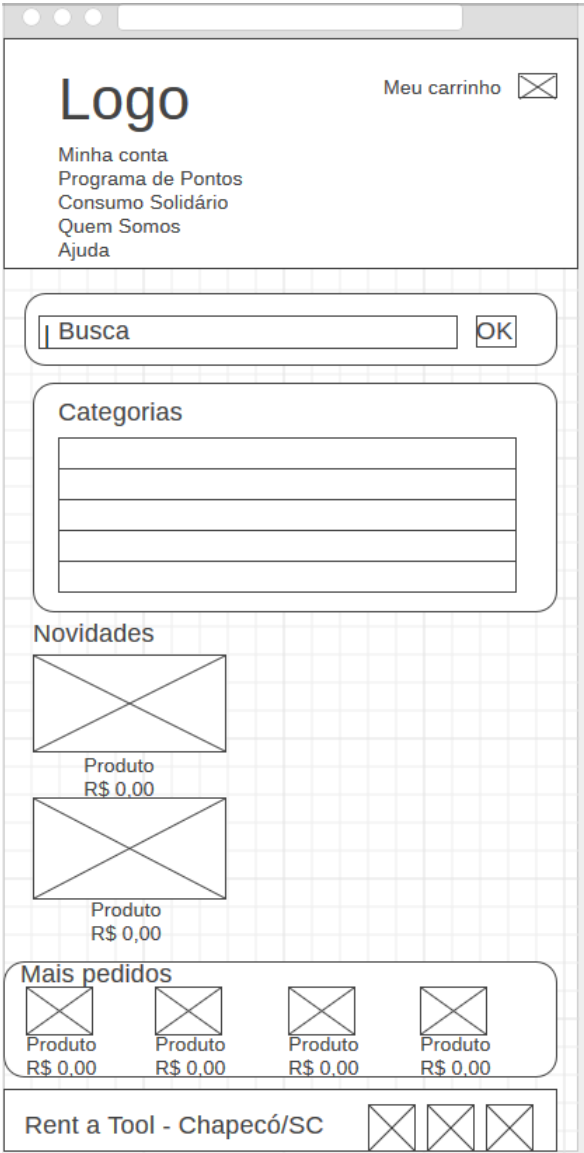 Logo
Meu carrinho
Minha conta
Programa de Pontos
Consumo Solidário
Quem Somos
Ajuda
Busca
OK
Categorias
Novidades
Produto
R$ 0,00
Produto
R$ 0,00
Mais pedidos
Produto Produto Produto Produto
R$ 0,00 R$ 0,00 R$ 0,00 R$ 0,00
Rent a Tool - Chapecó/SC